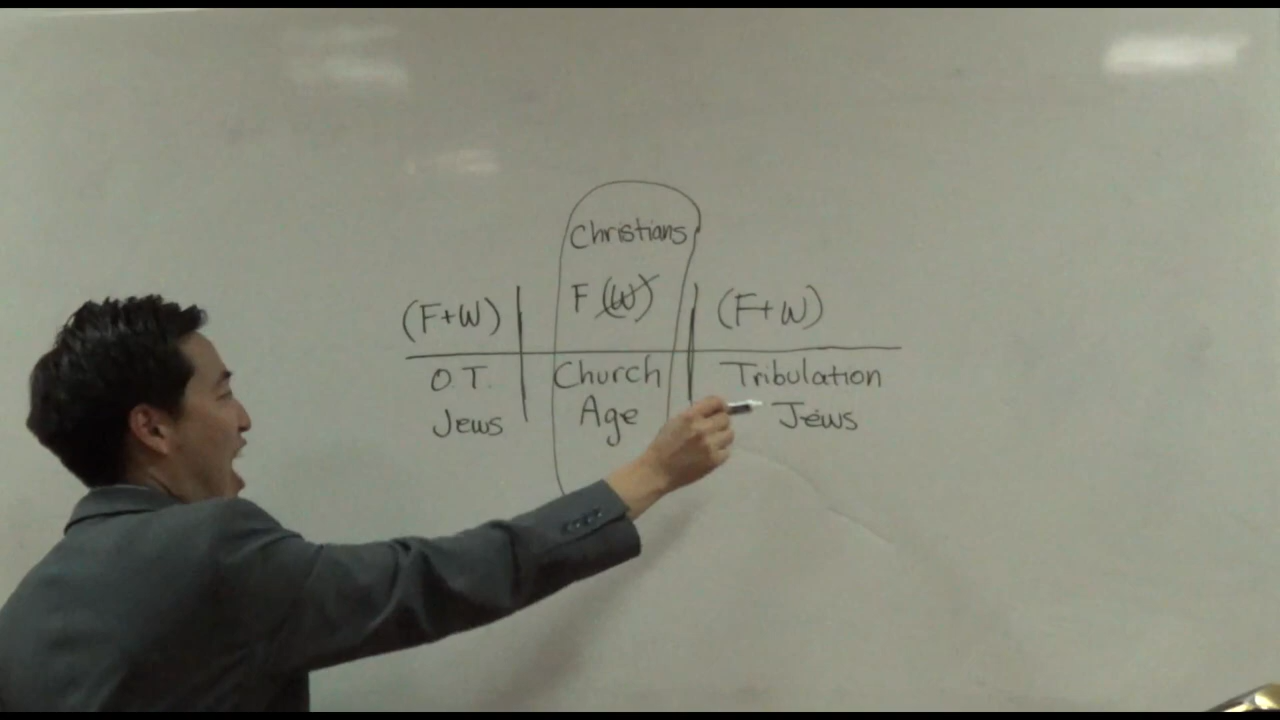 Christians
(F+W) F (W) (F+W)
O.T. Church Tribulation
Jews Age Jews